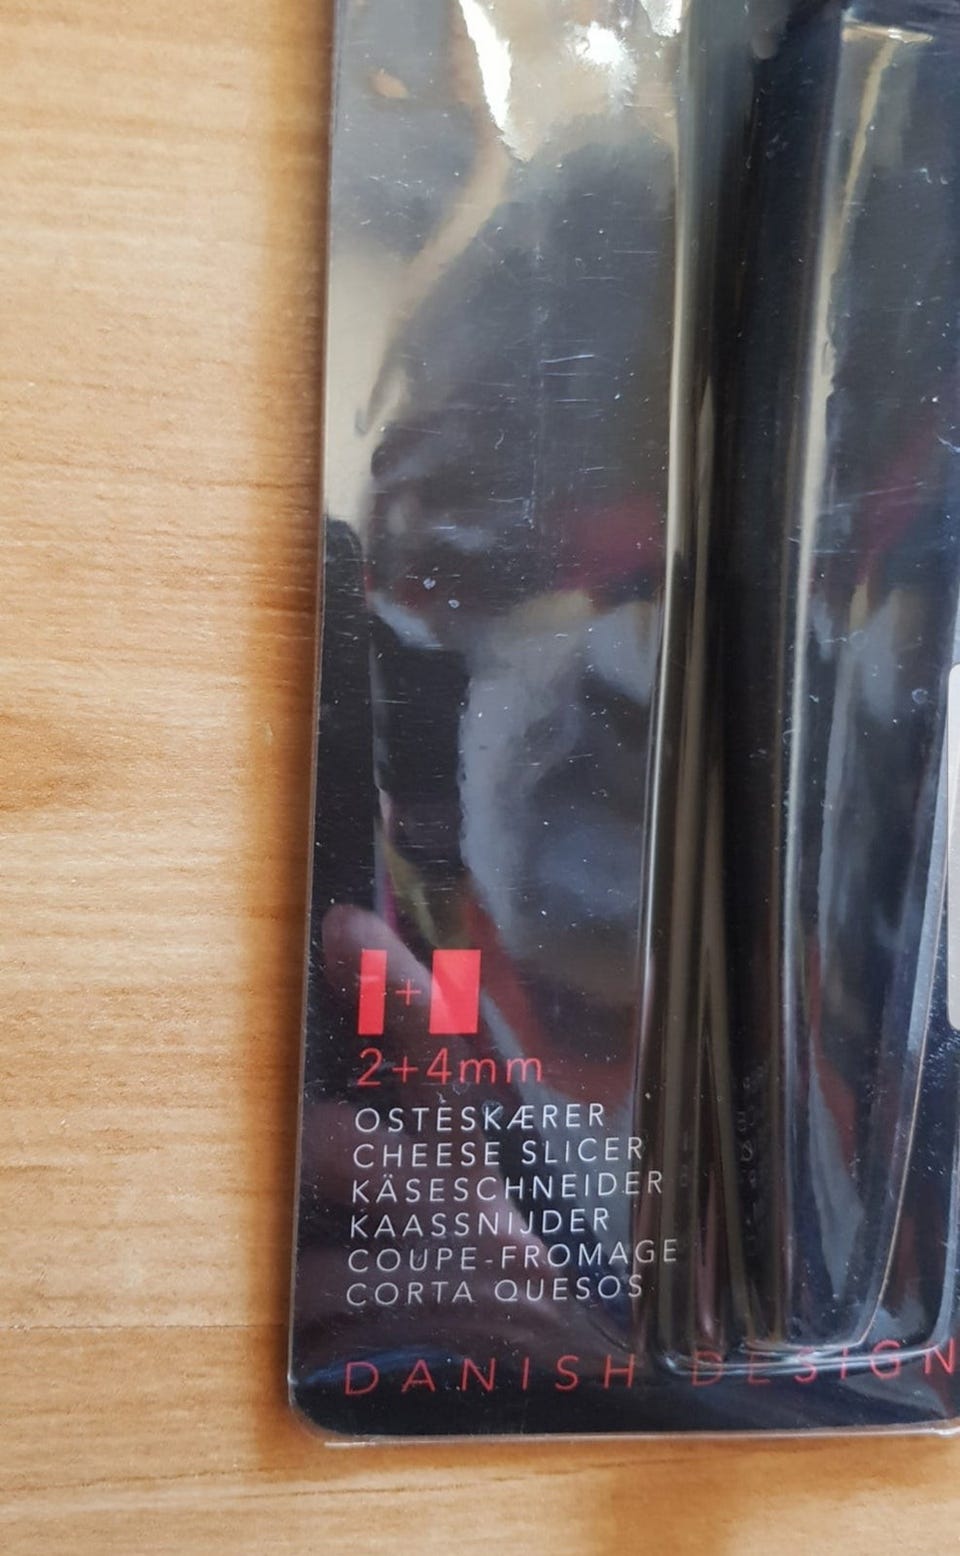 +
2+4mm
OSTESKÆRER
CHEESE SLICER
KÄSESCHNEIDER
KAASSNIJDER
COUPE-FROMAGE
CORTA QUESOS
DANISH DESIGN